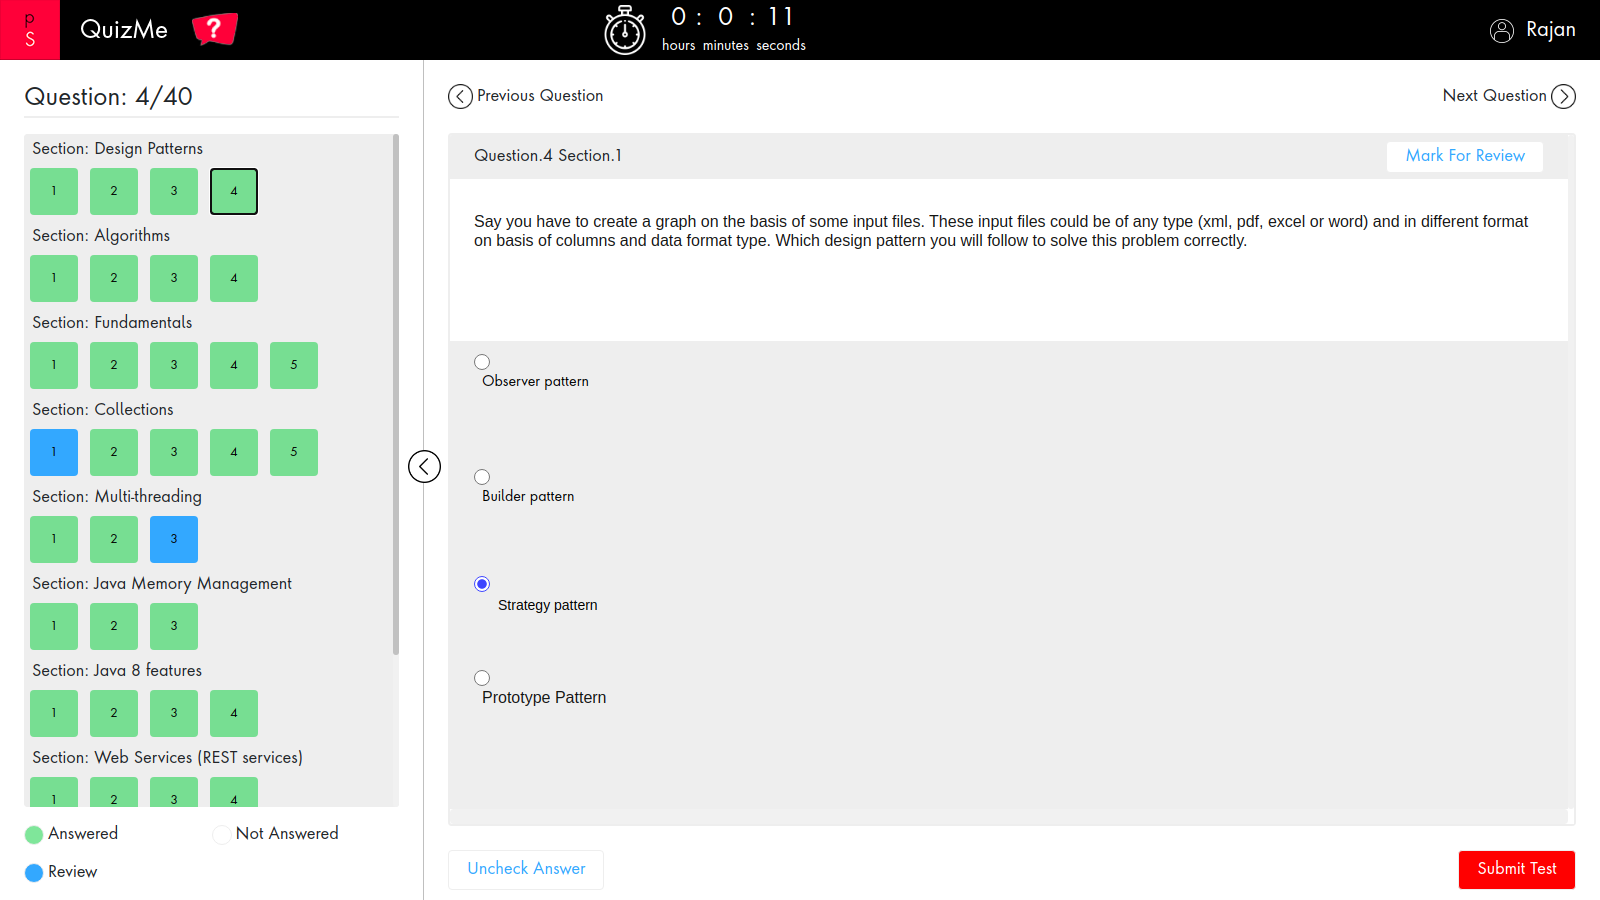 pS
QuizMe
?
0 : 0 : 11
hours minutes seconds
Rajan
Question: 4/40
Section: Design Patterns
1 2 3 4
Section: Algorithms
1 2 3 4
Section: Fundamentals
1 2 3 4 5
Section: Collections
1 2 3 4 5
Section: Multi-threading
1 2 3
Section: Java Memory Management
1 2 3
Section: Java 8 features
1 2 3 4
Section: Web Services (REST services)
1 2 3 4
Answered
Not Answered
Review
Previous Question
Next Question
Question.4 Section.1
Mark For Review
Say you have to create a graph on the basis of some input files. These input files could be of any type (xml, pdf, excel or word) and in different format
on basis of columns and data format type. Which design pattern you will follow to solve this problem correctly.
Observer pattern
Builder pattern
Strategy pattern
Prototype Pattern
Uncheck Answer
Submit Test